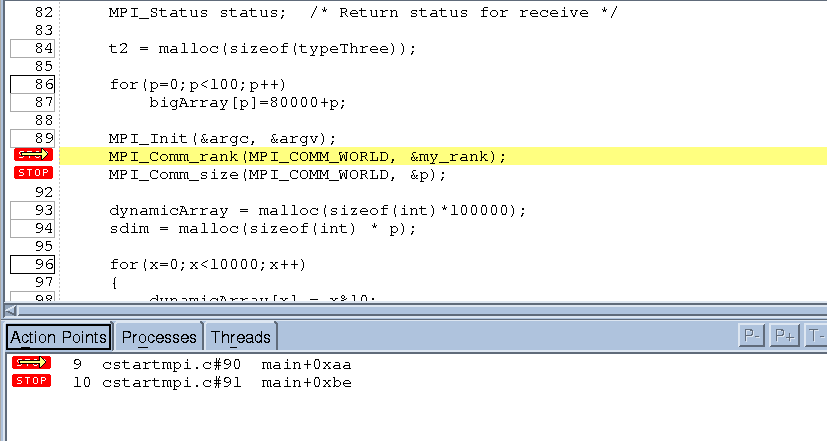 82 MPI_Status status; /* Return status for receive */
83
84 t2 = malloc(sizeof(typeThree));
85
86 for(p=0;p<100;p++)
87 bigArray[p]=80000+p;
88
89 MPI_Init(&argc, &argv);
MPI_Comm_rank(MPI_COMM_WORLD, &my_rank);
STOP MPI_Comm_size(MPI_COMM_WORLD, &p);
92
93 dynamicArray = malloc(sizeof(int)*100000);
94 sdim = malloc(sizeof(int) * p);
95
96 for(x=0;x<10000;x++)
97 {
98 dynamicArray[x] = x%10;
Action Points Processes Threads P- P+ T-
9 cstartmpi.c#90 main+0xaa
STOP 10 cstartmpi.c#91 main+0xbe